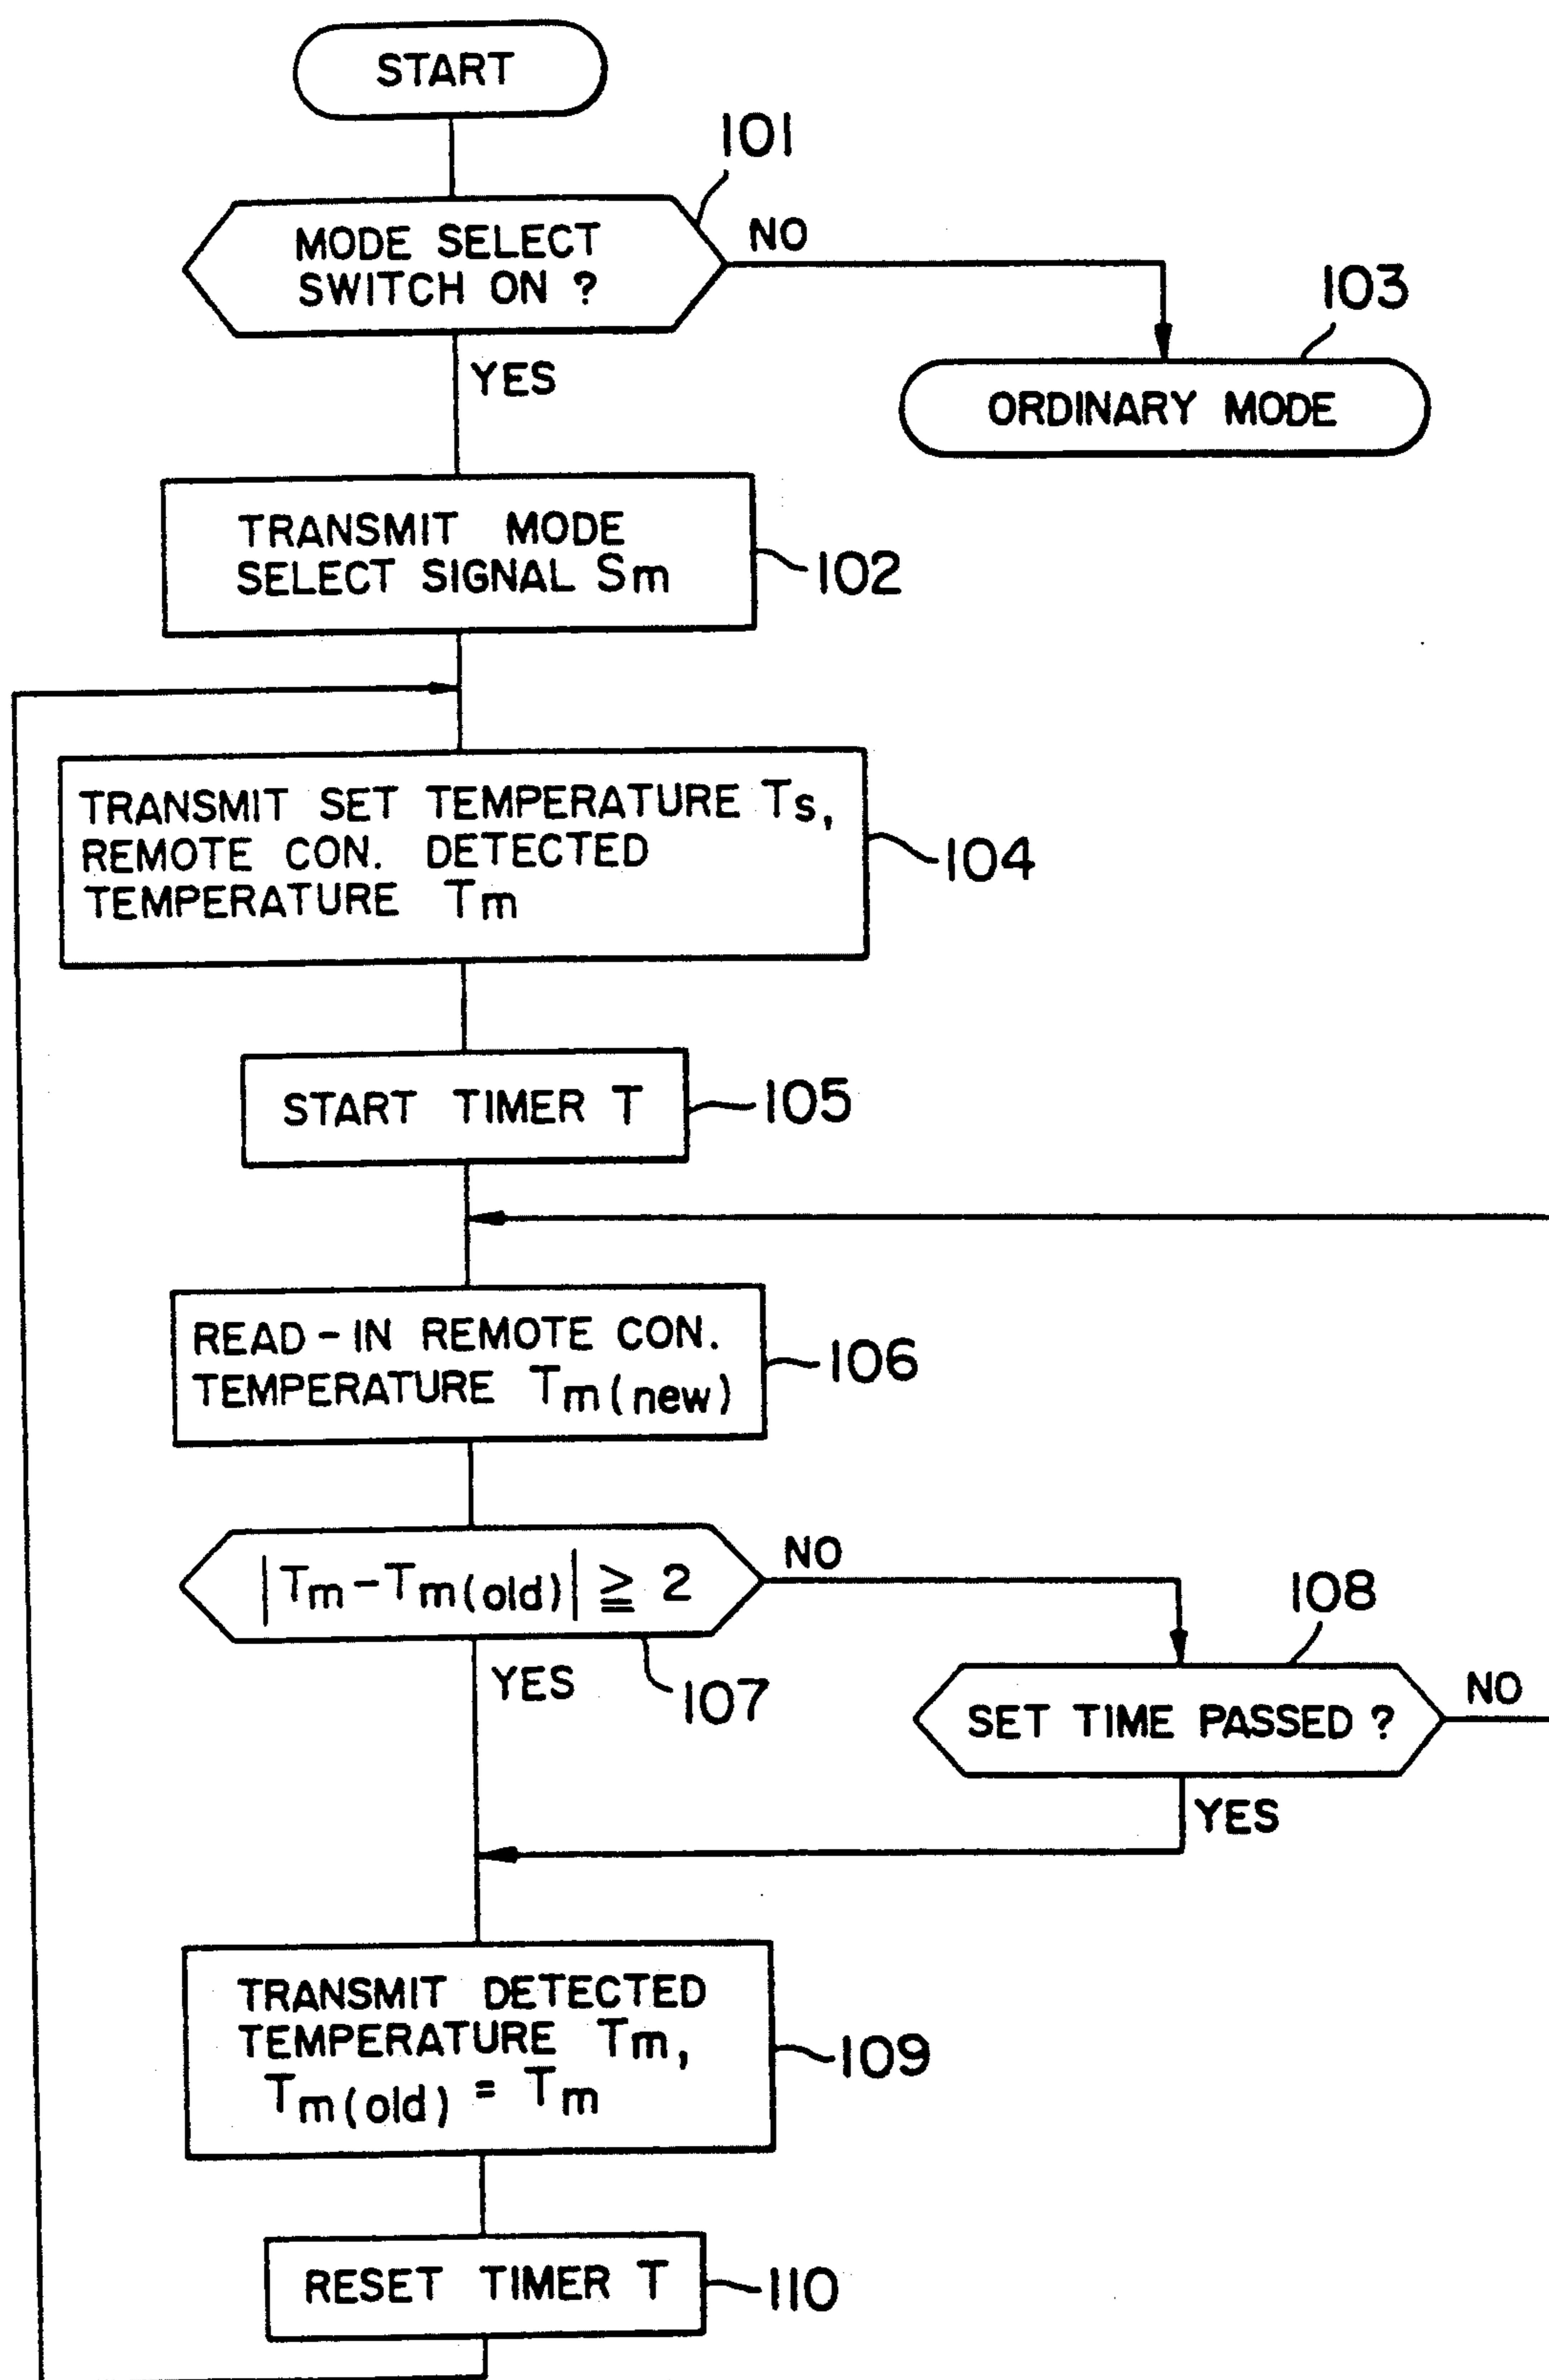 START
101
MODE SELECT
SWITCH ON ?
NO
103
YES
ORDINARY MODE
TRANSMIT MODE
SELECT SIGNAL Sm
102
TRANSMIT SET TEMPERATURE Ts,
REMOTE CON. DETECTED
TEMPERATURE Tm
104
START TIMER T
105
READ-IN REMOTE CON.
TEMPERATURE Tm(new)
106
|Tm-Tm(old)| ≧ 2
NO
108
YES
107
SET TIME PASSED ?
NO
YES
TRANSMIT DETECTED
TEMPERATURE Tm,
Tm(old) = Tm
109
RESET TIMER T
110